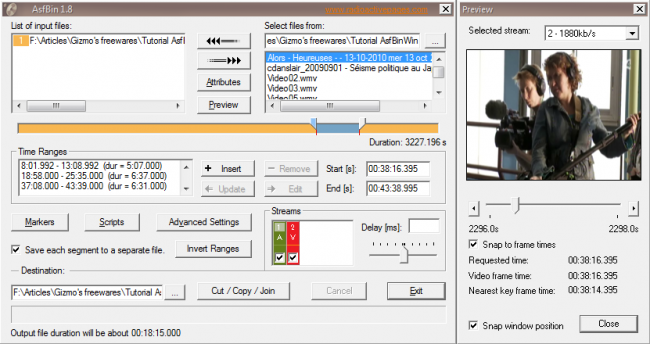 AsfBin 1.8
www.radioactivepages.com
List of input files:
1 F:\Articles\Gizmo's freewares\Tutorial Asf
Select files from:
es\Gizmo's freewares\Tutorial AsfBinWin
...
Alors - Heureuses - - 13-10-2010 mer 13 oct
cdanslair_20090901 - Séisme politique au Ja
Video02.wmv
Video03.wmv
Video05.wmv
Attributes
Preview
Duration: 3227.196 s
Time Ranges
8:01.992 - 13:08.992 (dur = 5:07.000)
18:58.000 - 25:35.000 (dur = 6:37.000)
37:08.000 - 43:39.000 (dur = 6:31.000)
Insert
Remove
Update
Edit
Start [s]:
00:38:16.395
End [s]:
00:43:38.995
Markers
Scripts
Advanced Settings
Save each segment to a separate file.
Invert Ranges
Streams
1
A
2
V
Delay [ms]:
Destination:
F:\Articles\Gizmo's freewares\Tutorial A
...
Cut / Copy / Join
Cancel
Exit
Output file duration will be about 00:18:15.000
Preview
Selected stream:
2 - 1880kb/s
2296.0s
2298.0s
Snap to frame times
Requested time: 00:38:16.395
Video frame time: 00:38:16.395
Nearest key frame time: 00:38:14.395
Snap window position
Close